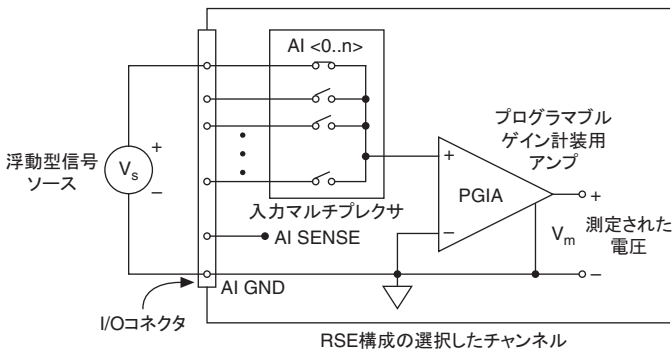 AI <0..n>
プログラマブル
ゲイン計装用
アンプ
浮動型信号
ソース
Vs
+
−
+
−
PGIA
+
−
Vm
測定された
電圧
入力マルチプレクサ
AI SENSE
AI GND
I/Oコネクタ
RSE構成の選択したチャンネル